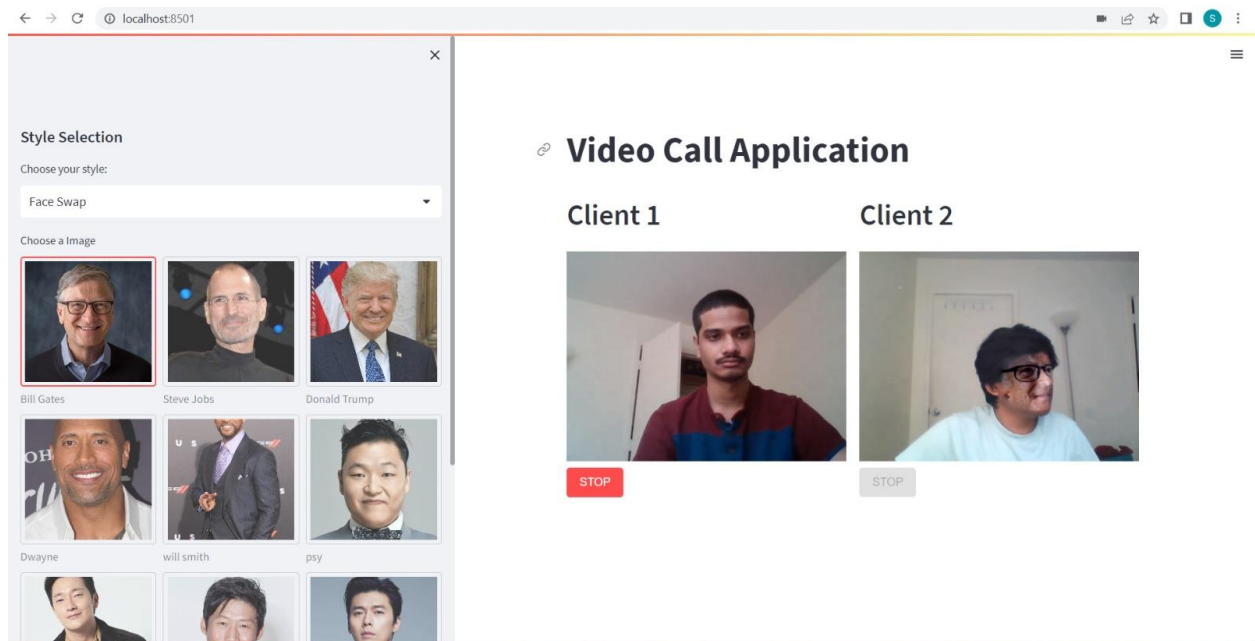 localhost:8501
S
Style Selection
Choose your style:
Face Swap
Choose a Image
Bill Gates
Steve Jobs
Donald Trump
OH
U S
U S
Dwayne
will smith
psy
Video Call Application
Client 1
Client 2
STOP
STOP